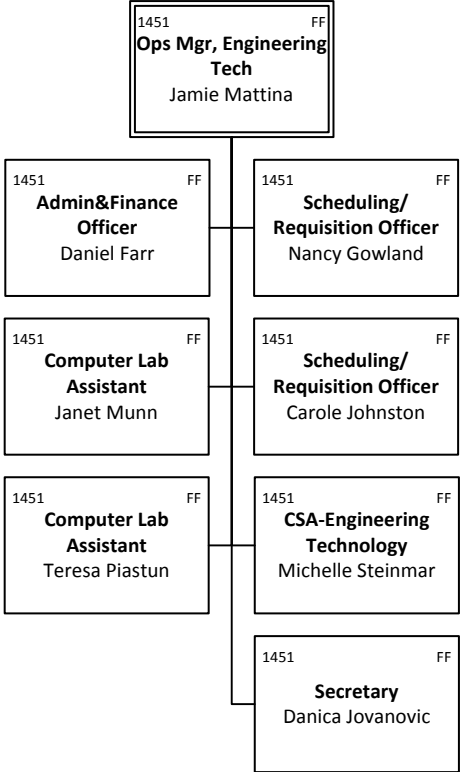 1451 FF
Ops Mgr, Engineering
Tech
Jamie Mattina
1451 FF
Admin&Finance
Officer
Daniel Farr
1451 FF
Scheduling/
Requisition Officer
Nancy Gowland
1451 FF
Computer Lab
Assistant
Janet Munn
1451 FF
Scheduling/
Requisition Officer
Carole Johnston
1451 FF
Computer Lab
Assistant
Teresa Piastun
1451 FF
CSA-Engineering
Technology
Michelle Steinmar
1451 FF
Secretary
Danica Jovanovic